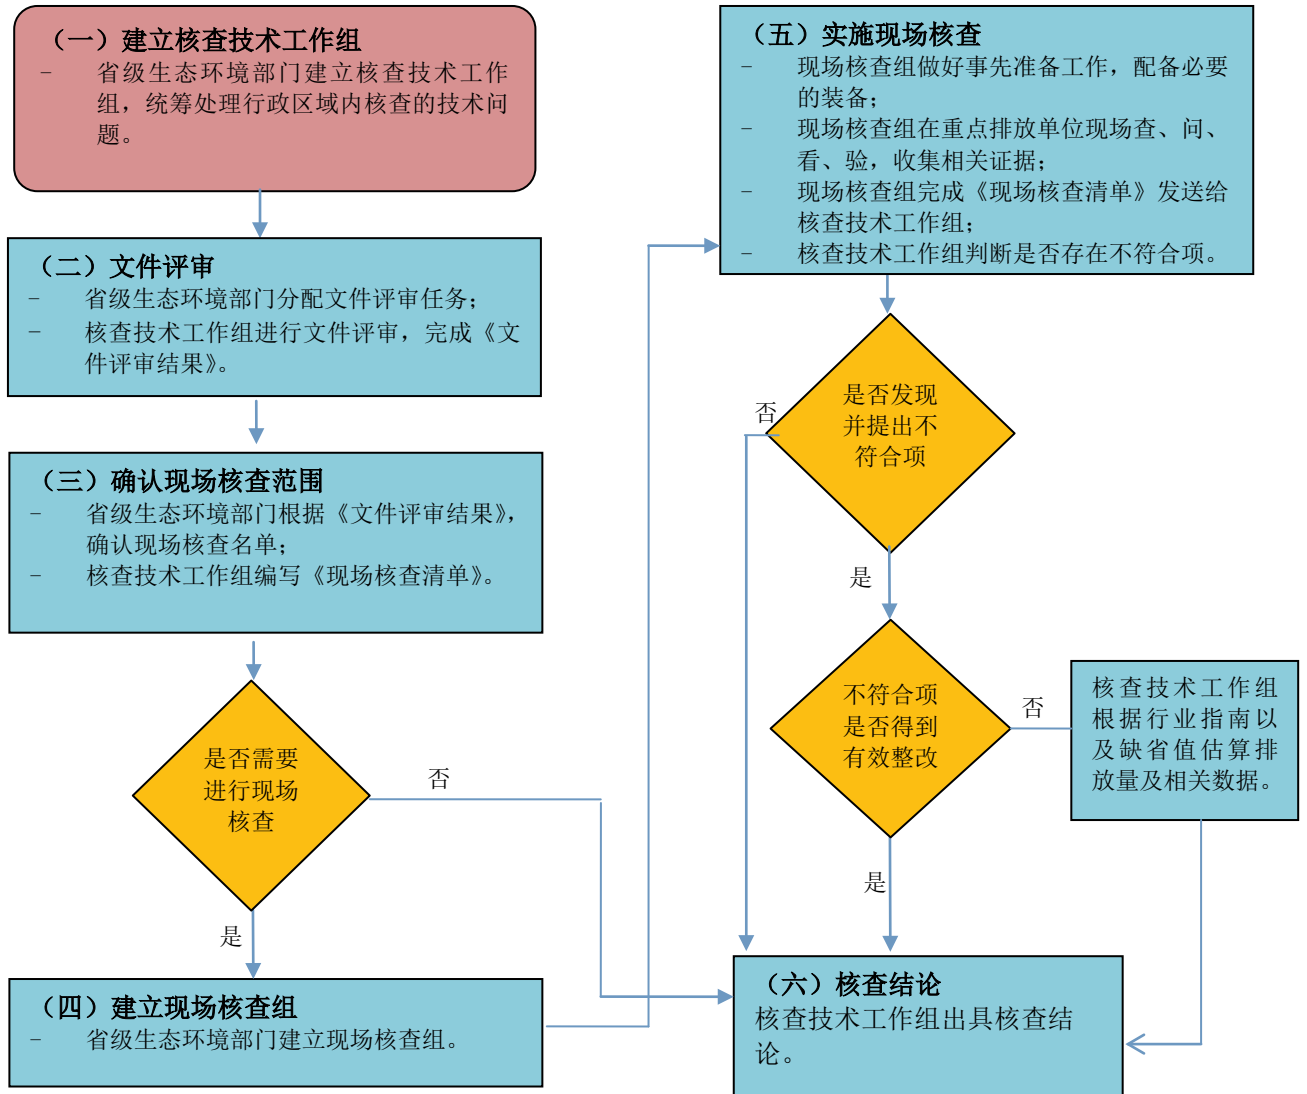 （一）建立核查技术工作组
－ 省级生态环境部门建立核查技术工作
组，统筹处理行政区域内核查的技术问
题。
（二）文件评审
－ 省级生态环境部门分配文件评审任务；
－ 核查技术工作组进行文件评审，完成《文
件评审结果》。
（三）确认现场核查范围
－ 省级生态环境部门根据《文件评审结果》，
确认现场核查名单；
－ 核查技术工作组编写《现场核查清单》。
是否需要
进行现场
核查
否
是
（四）建立现场核查组
－ 省级生态环境部门建立现场核查组。
（五）实施现场核查
－ 现场核查组做好事先准备工作，配备必要
的装备；
－ 现场核查组在重点排放单位现场查、问、
看、验，收集相关证据；
－ 现场核查组完成《现场核查清单》发送给
核查技术工作组；
－ 核查技术工作组判断是否存在不符合项。
是否发现
并提出不
符合项
否
是
不符合项
是否得到
有效整改
否
核查技术工作组
根据行业指南以
及缺省值估算排
放量及相关数据。
是
（六）核查结论
核查技术工作组出具核查结
论。